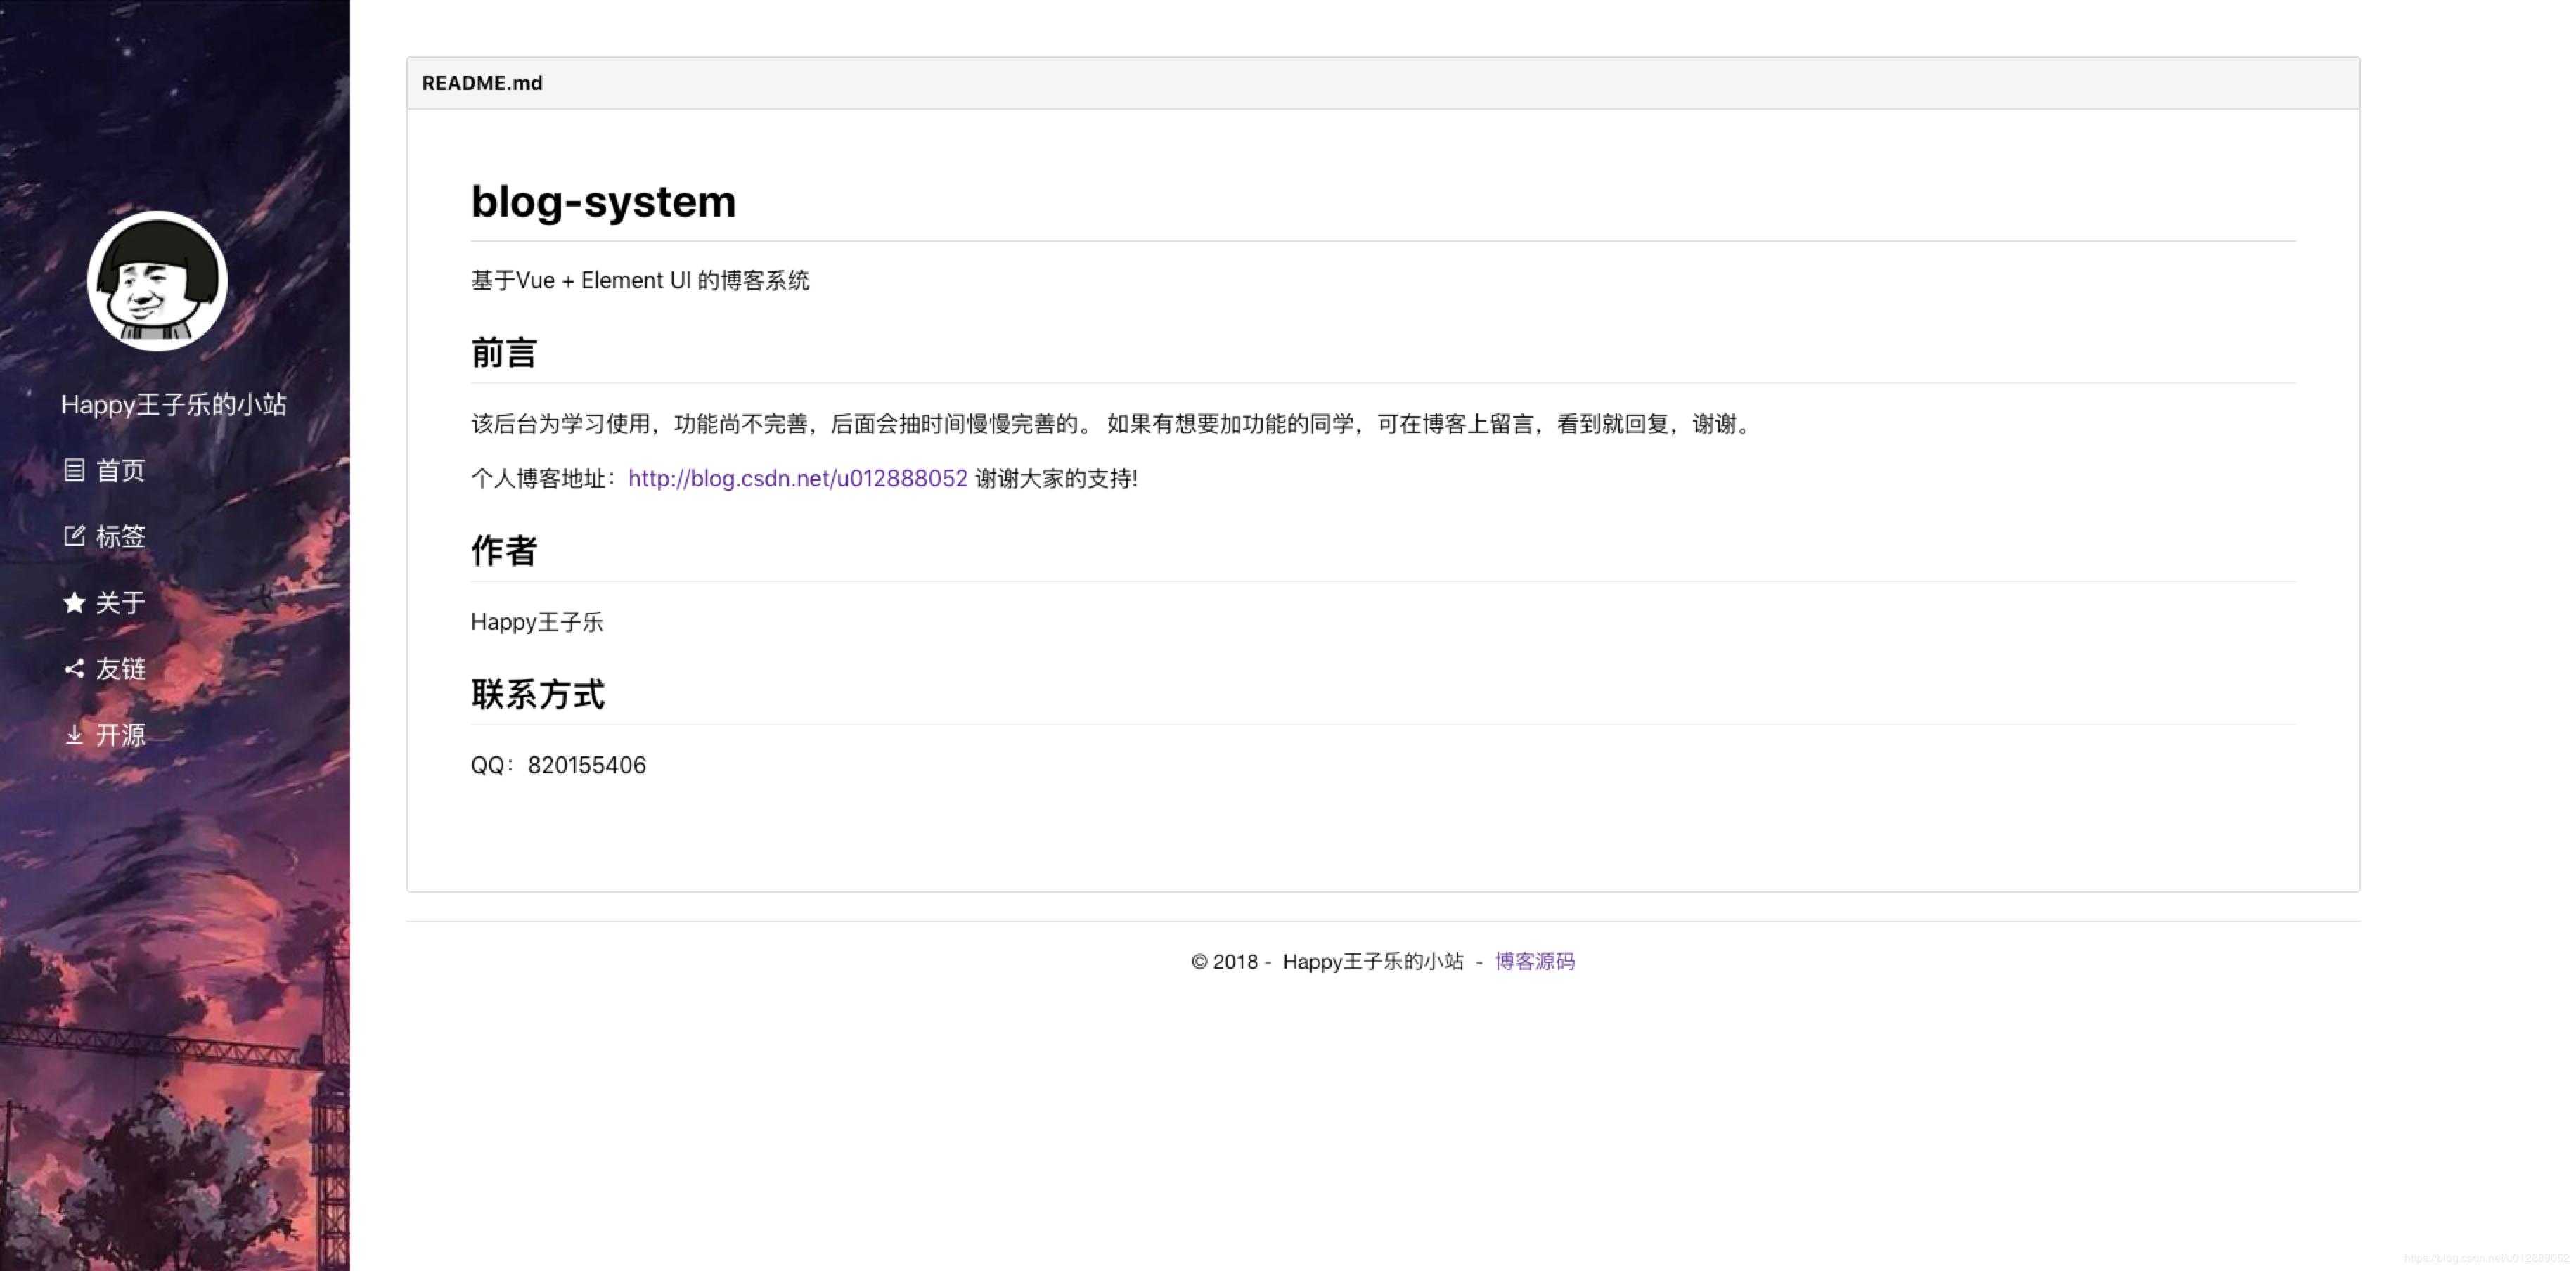 Happy王子乐的小站
首页
标签
关于
友链
开源
README.md
blog-system
基于Vue + Element UI 的博客系统
前言
该后台为学习使用，功能尚不完善，后面会抽时间慢慢完善的。 如果有想要加功能的同学，可在博客上留言，看到就回复，谢谢。
个人博客地址：http://blog.csdn.net/u012888052 谢谢大家的支持!
作者
Happy王子乐
联系方式
QQ：820155406
© 2018 - Happy王子乐的小站 - 博客源码
https://blog.csdn.net/u012888052